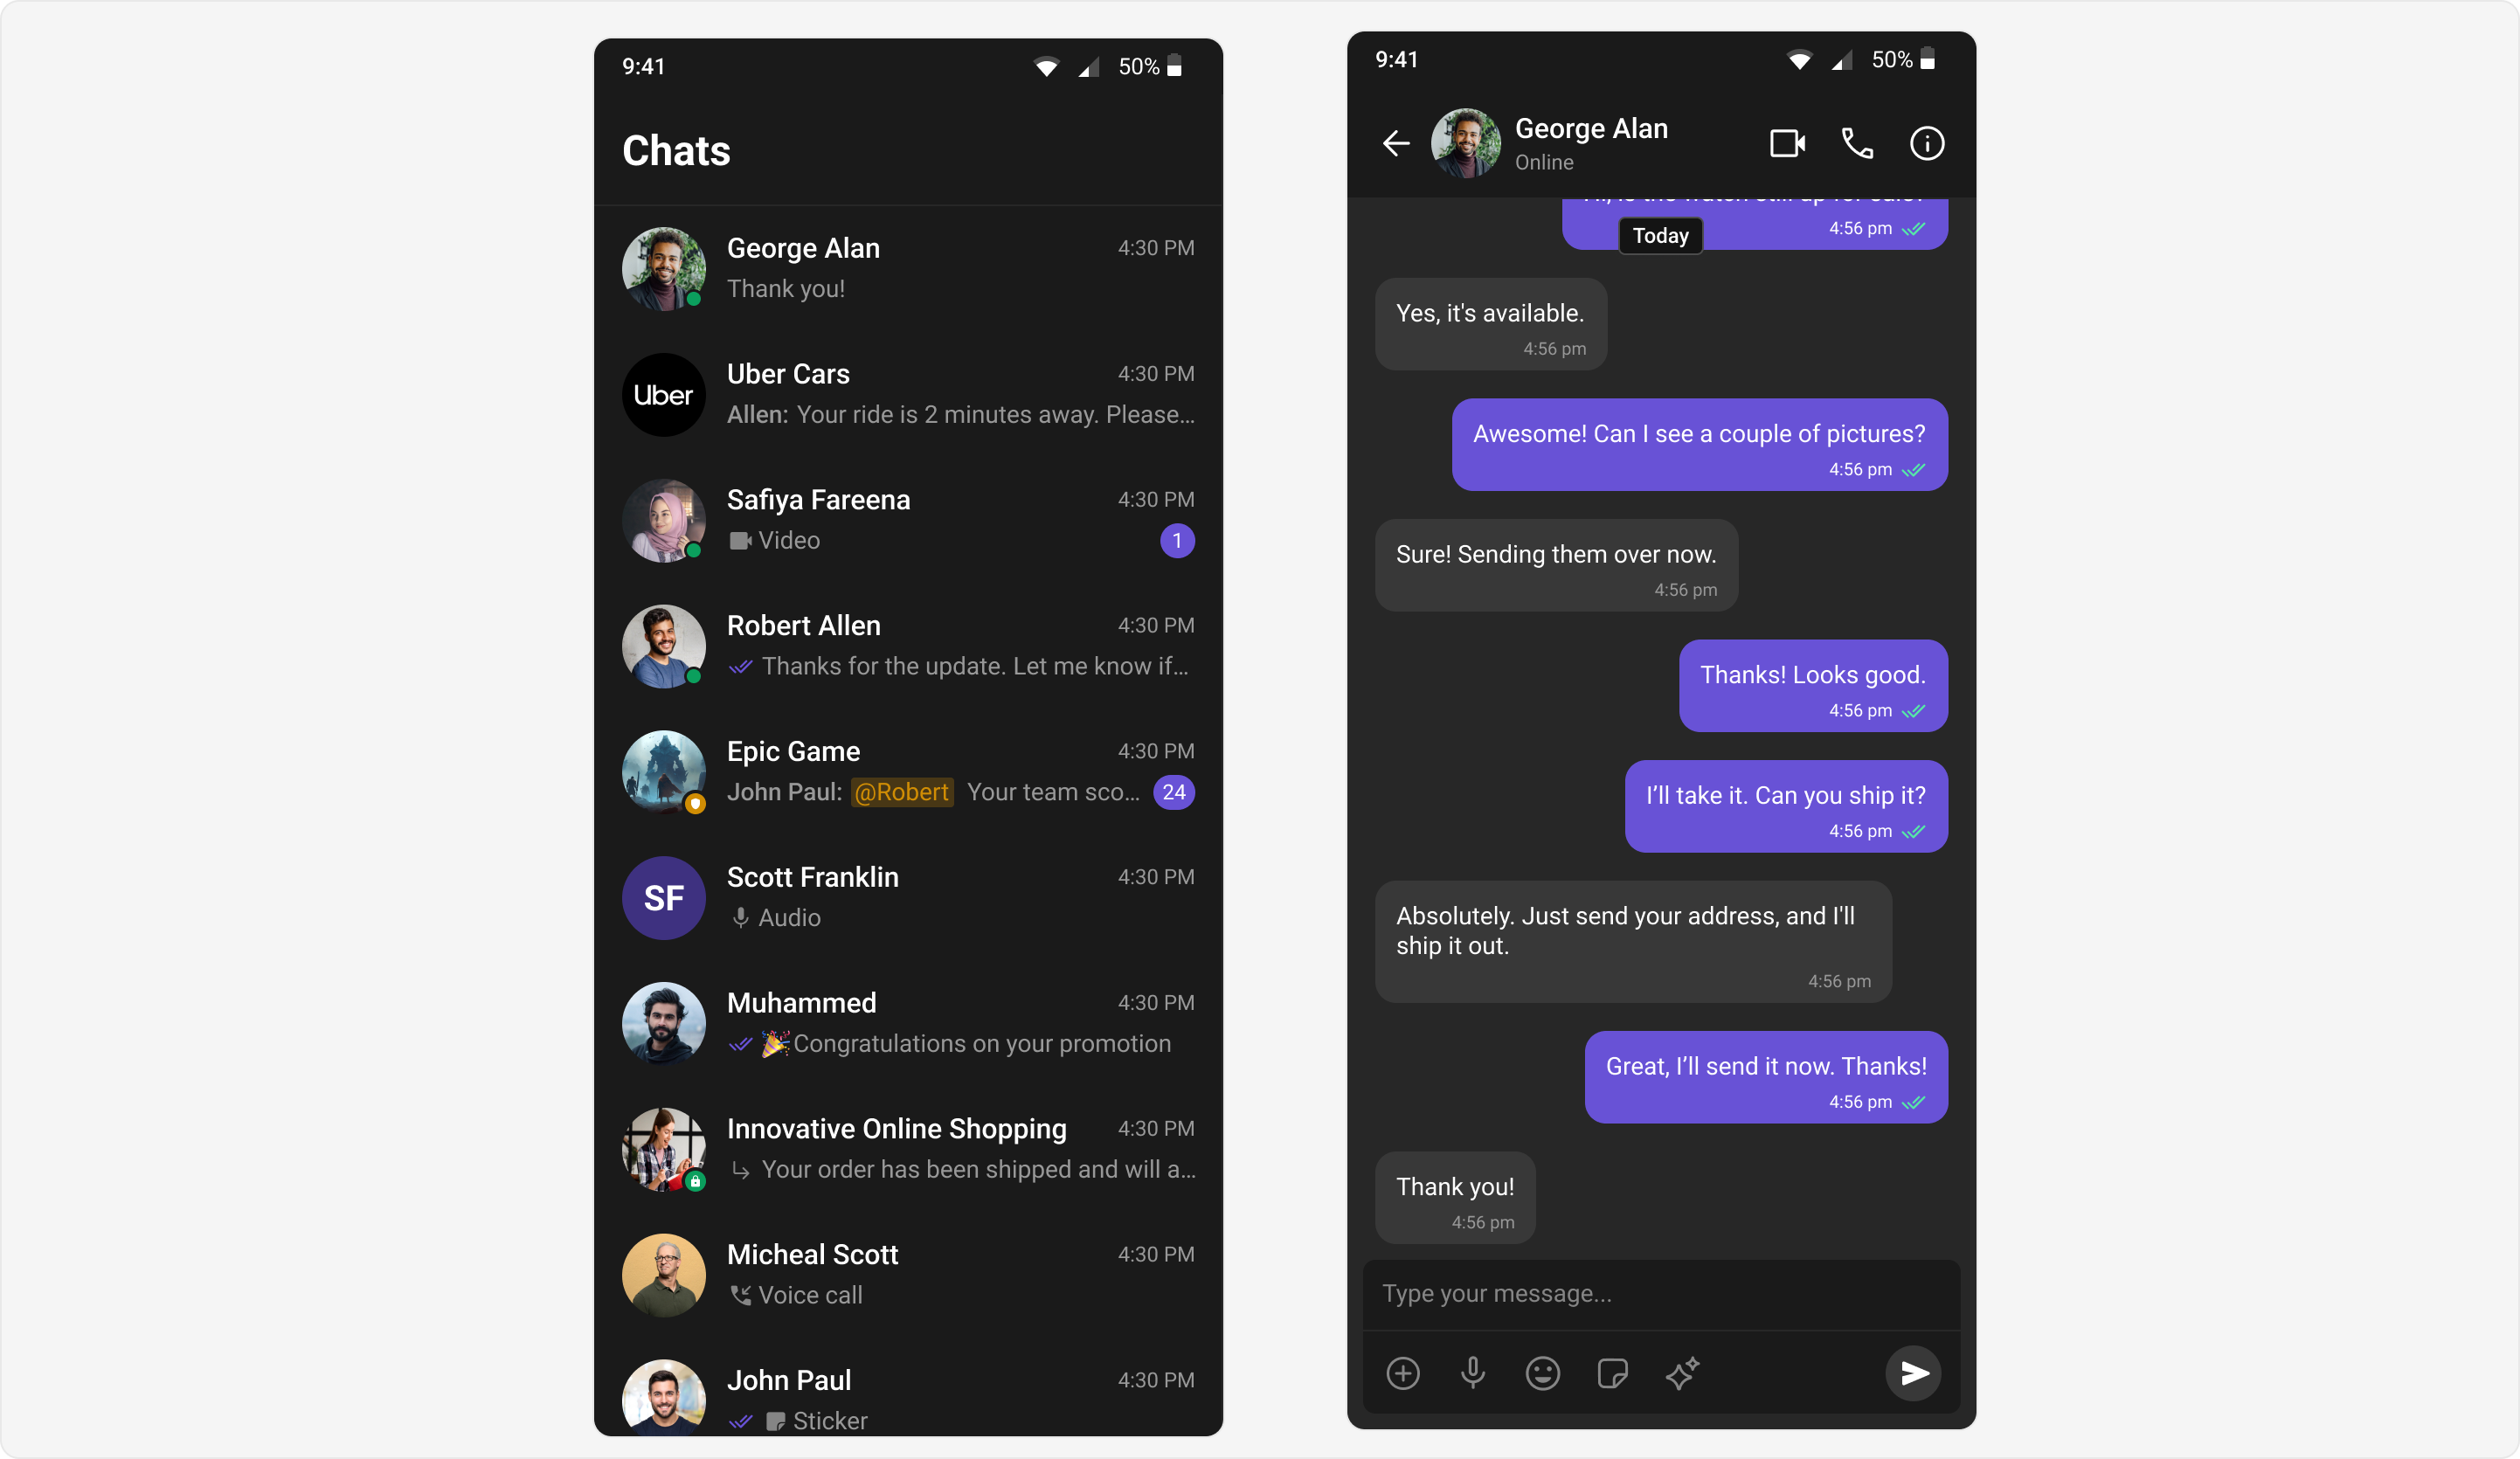 9:41
50%
Chats
George Alan
4:30 PM
Thank you!
Uber
Uber Cars
4:30 PM
Allen: Your ride is 2 minutes away. Please...
Safiya Fareena
4:30 PM
Video
1
Robert Allen
4:30 PM
Thanks for the update. Let me know if...
Epic Game
4:30 PM
John Paul: @Robert Your team sco...
24
SF
Scott Franklin
4:30 PM
Audio
Muhammed
4:30 PM
🎉Congratulations on your promotion
Innovative Online Shopping
4:30 PM
Your order has been shipped and will a...
Micheal Scott
4:30 PM
Voice call
John Paul
4:30 PM
Sticker
9:41
50%
George Alan
Online
4:56 pm
Today
Yes, it's available.
4:56 pm
Awesome! Can I see a couple of pictures?
4:56 pm
Sure! Sending them over now.
4:56 pm
Thanks! Looks good.
4:56 pm
I’ll take it. Can you ship it?
4:56 pm
Absolutely. Just send your address, and I'll
ship it out.
4:56 pm
Great, I’ll send it now. Thanks!
4:56 pm
Thank you!
4:56 pm
Type your message...